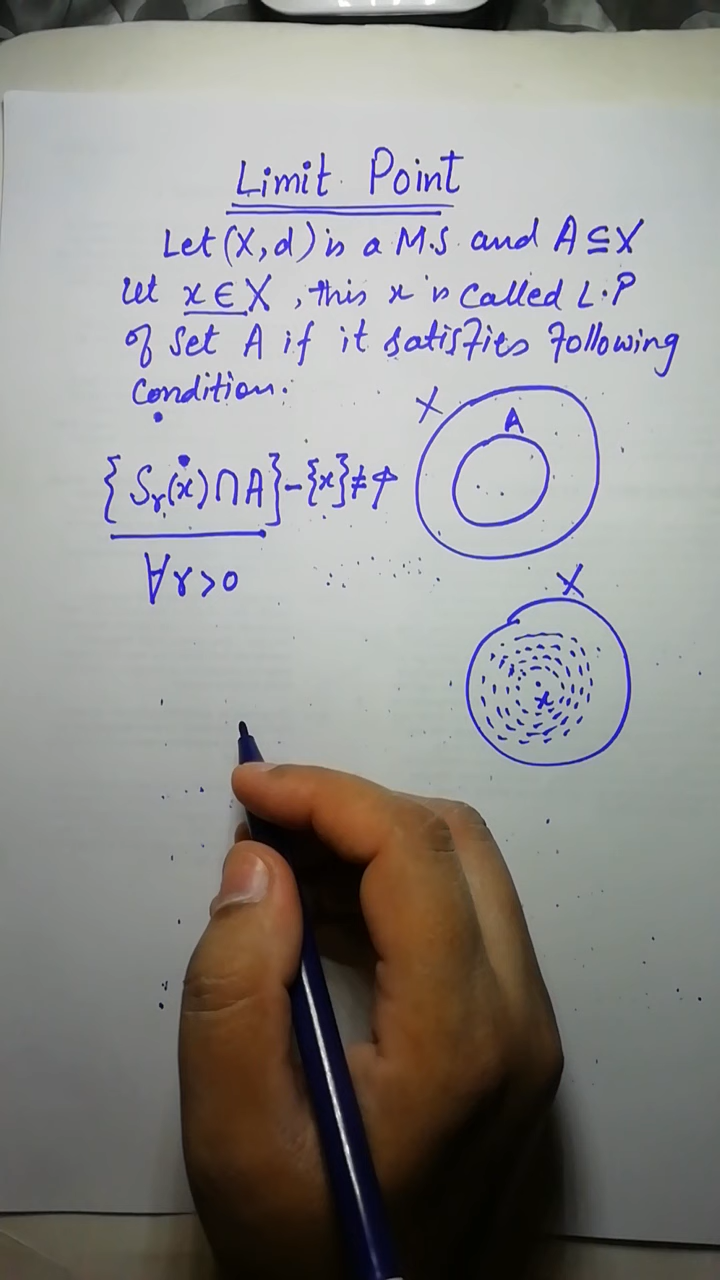 Limit Point
Let (X,d) is a M.S. and A ⊆ X
Let x ∈ X, this x is called L.P
of set A if it satisfies following
Condition:
X
A
{Sᵣ(x) ∩ A} - {x} ≠ φ
∀ r > 0
X
x